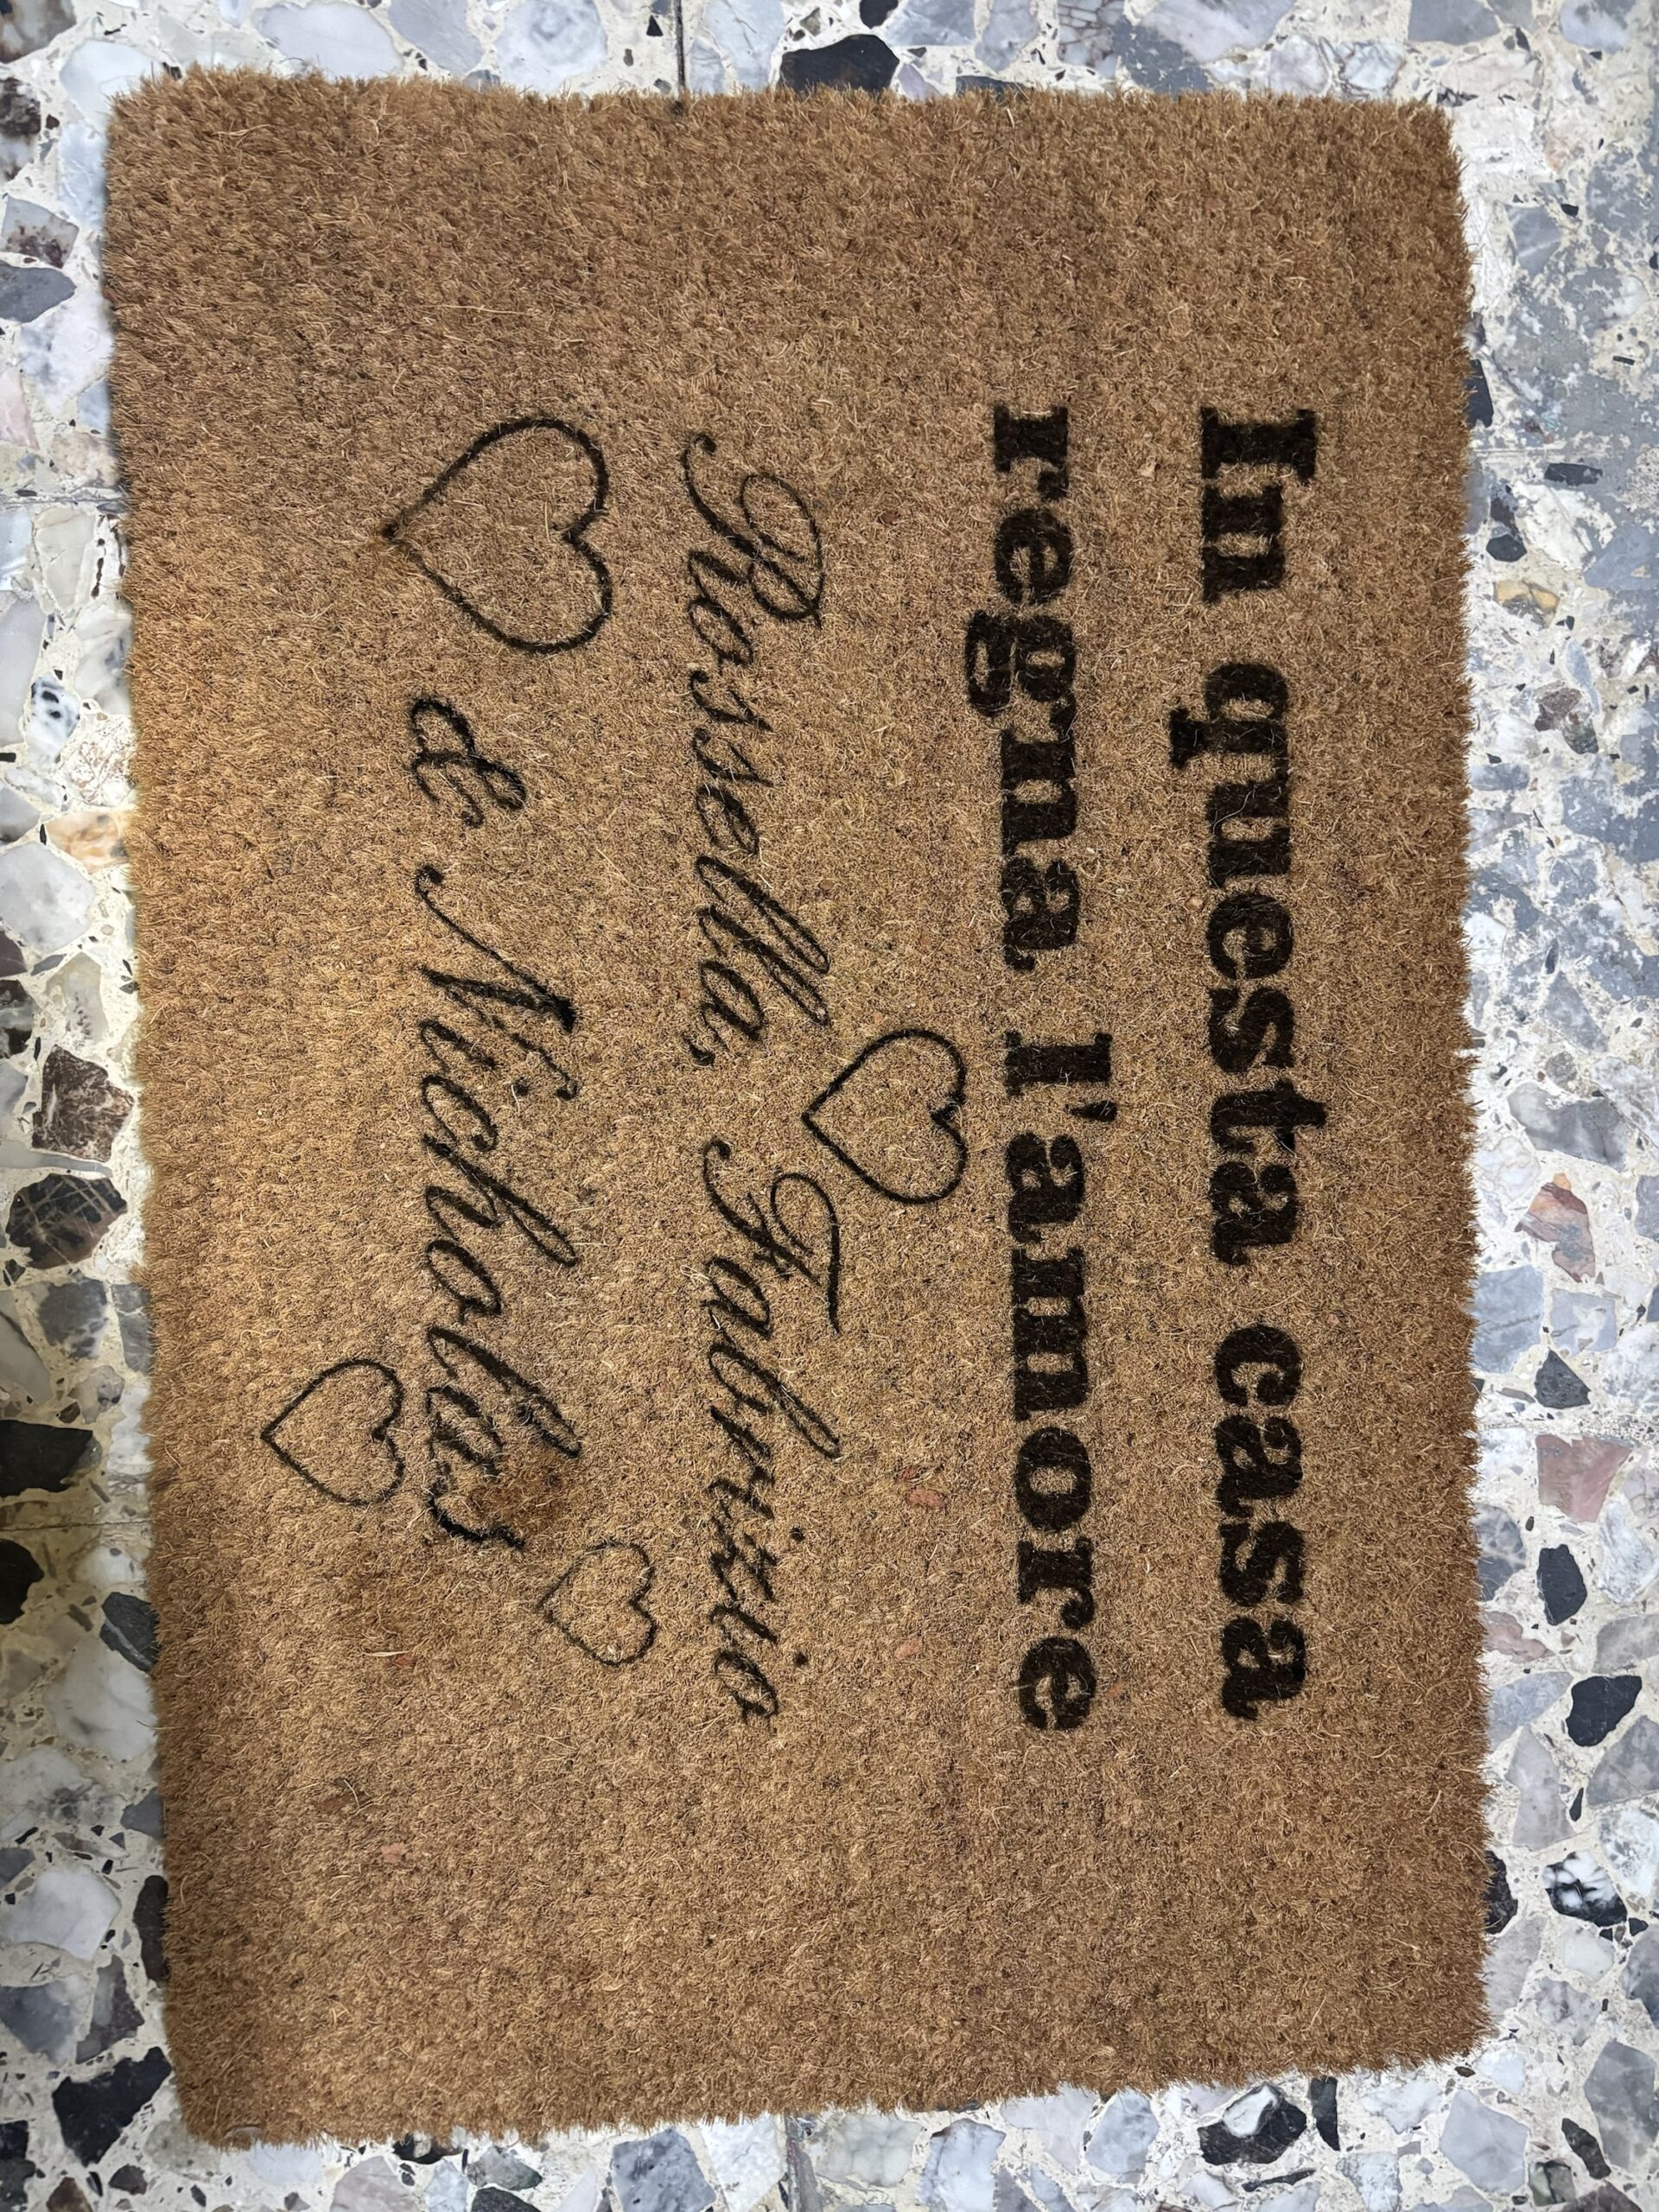 In questa casa
regna l'amore
Rossella, Fabrizio
& Nicholas